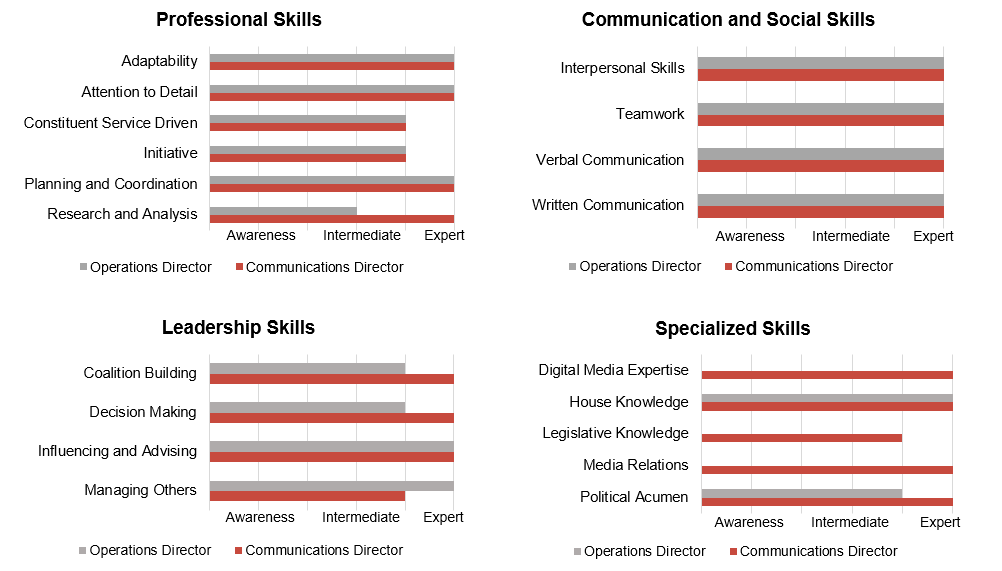 Professional Skills
Adaptability
Attention to Detail
Constituent Service Driven
Initiative
Planning and Coordination
Research and Analysis
Awareness Intermediate Expert
Operations Director Communications Director
Communication and Social Skills
Interpersonal Skills
Teamwork
Verbal Communication
Written Communication
Awareness Intermediate Expert
Operations Director Communications Director
Leadership Skills
Coalition Building
Decision Making
Influencing and Advising
Managing Others
Awareness Intermediate Expert
Operations Director Communications Director
Specialized Skills
Digital Media Expertise
House Knowledge
Legislative Knowledge
Media Relations
Political Acumen
Awareness Intermediate Expert
Operations Director Communications Director